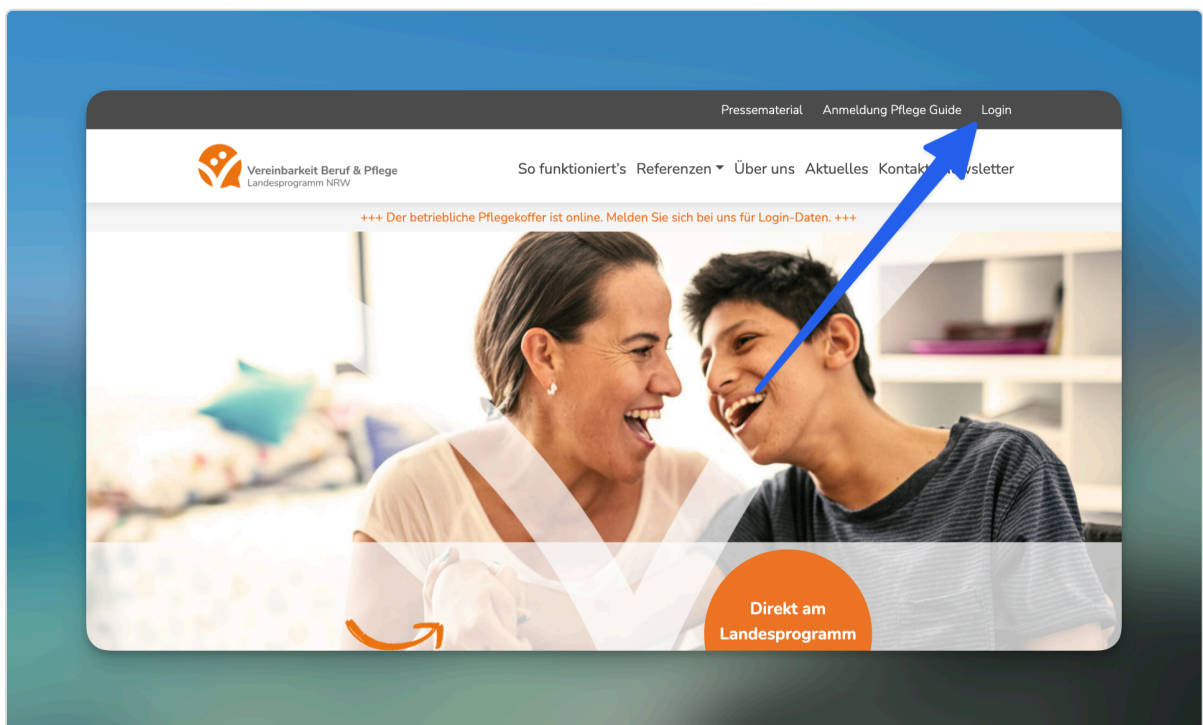 Pressematerial Anmeldung Pflege Guide Login
Vereinbarkeit Beruf & Pflege
Landesprogramm NRW
So funktioniert's Referenzen Über uns Aktuelles Kontakt
+++ Der betriebliche Pflegekoffer ist online. Melden Sie sich bei uns für Login-Daten. +++
Direkt am
Landesprogramm